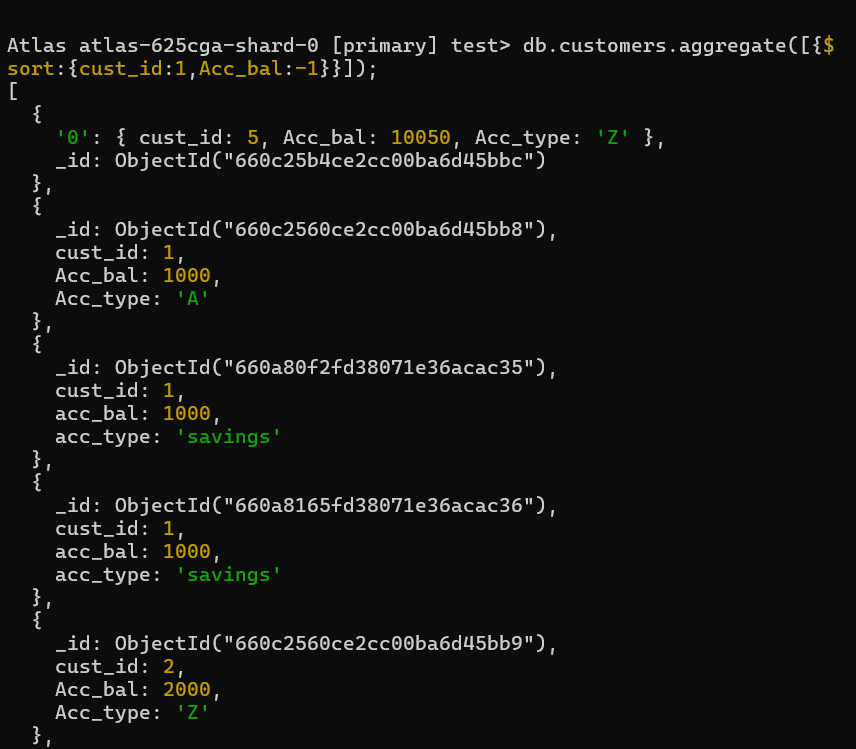 Atlas atlas-625cga-shard-0 [primary] test> db.customers.aggregate([{$
sort:{cust_id:1,Acc_bal:-1}}]);
[
  {
    '0': { cust_id: 5, Acc_bal: 10050, Acc_type: 'Z' },
    _id: ObjectId("660c25b4ce2cc00ba6d45bbc")
  },
  {
    _id: ObjectId("660c2560ce2cc00ba6d45bb8"),
    cust_id: 1,
    Acc_bal: 1000,
    Acc_type: 'A'
  },
  {
    _id: ObjectId("660a80f2fd38071e36acac35"),
    cust_id: 1,
    acc_bal: 1000,
    acc_type: 'savings'
  },
  {
    _id: ObjectId("660a8165fd38071e36acac36"),
    cust_id: 1,
    acc_bal: 1000,
    acc_type: 'savings'
  },
  {
    _id: ObjectId("660c2560ce2cc00ba6d45bb9"),
    cust_id: 2,
    Acc_bal: 2000,
    Acc_type: 'Z'
  },